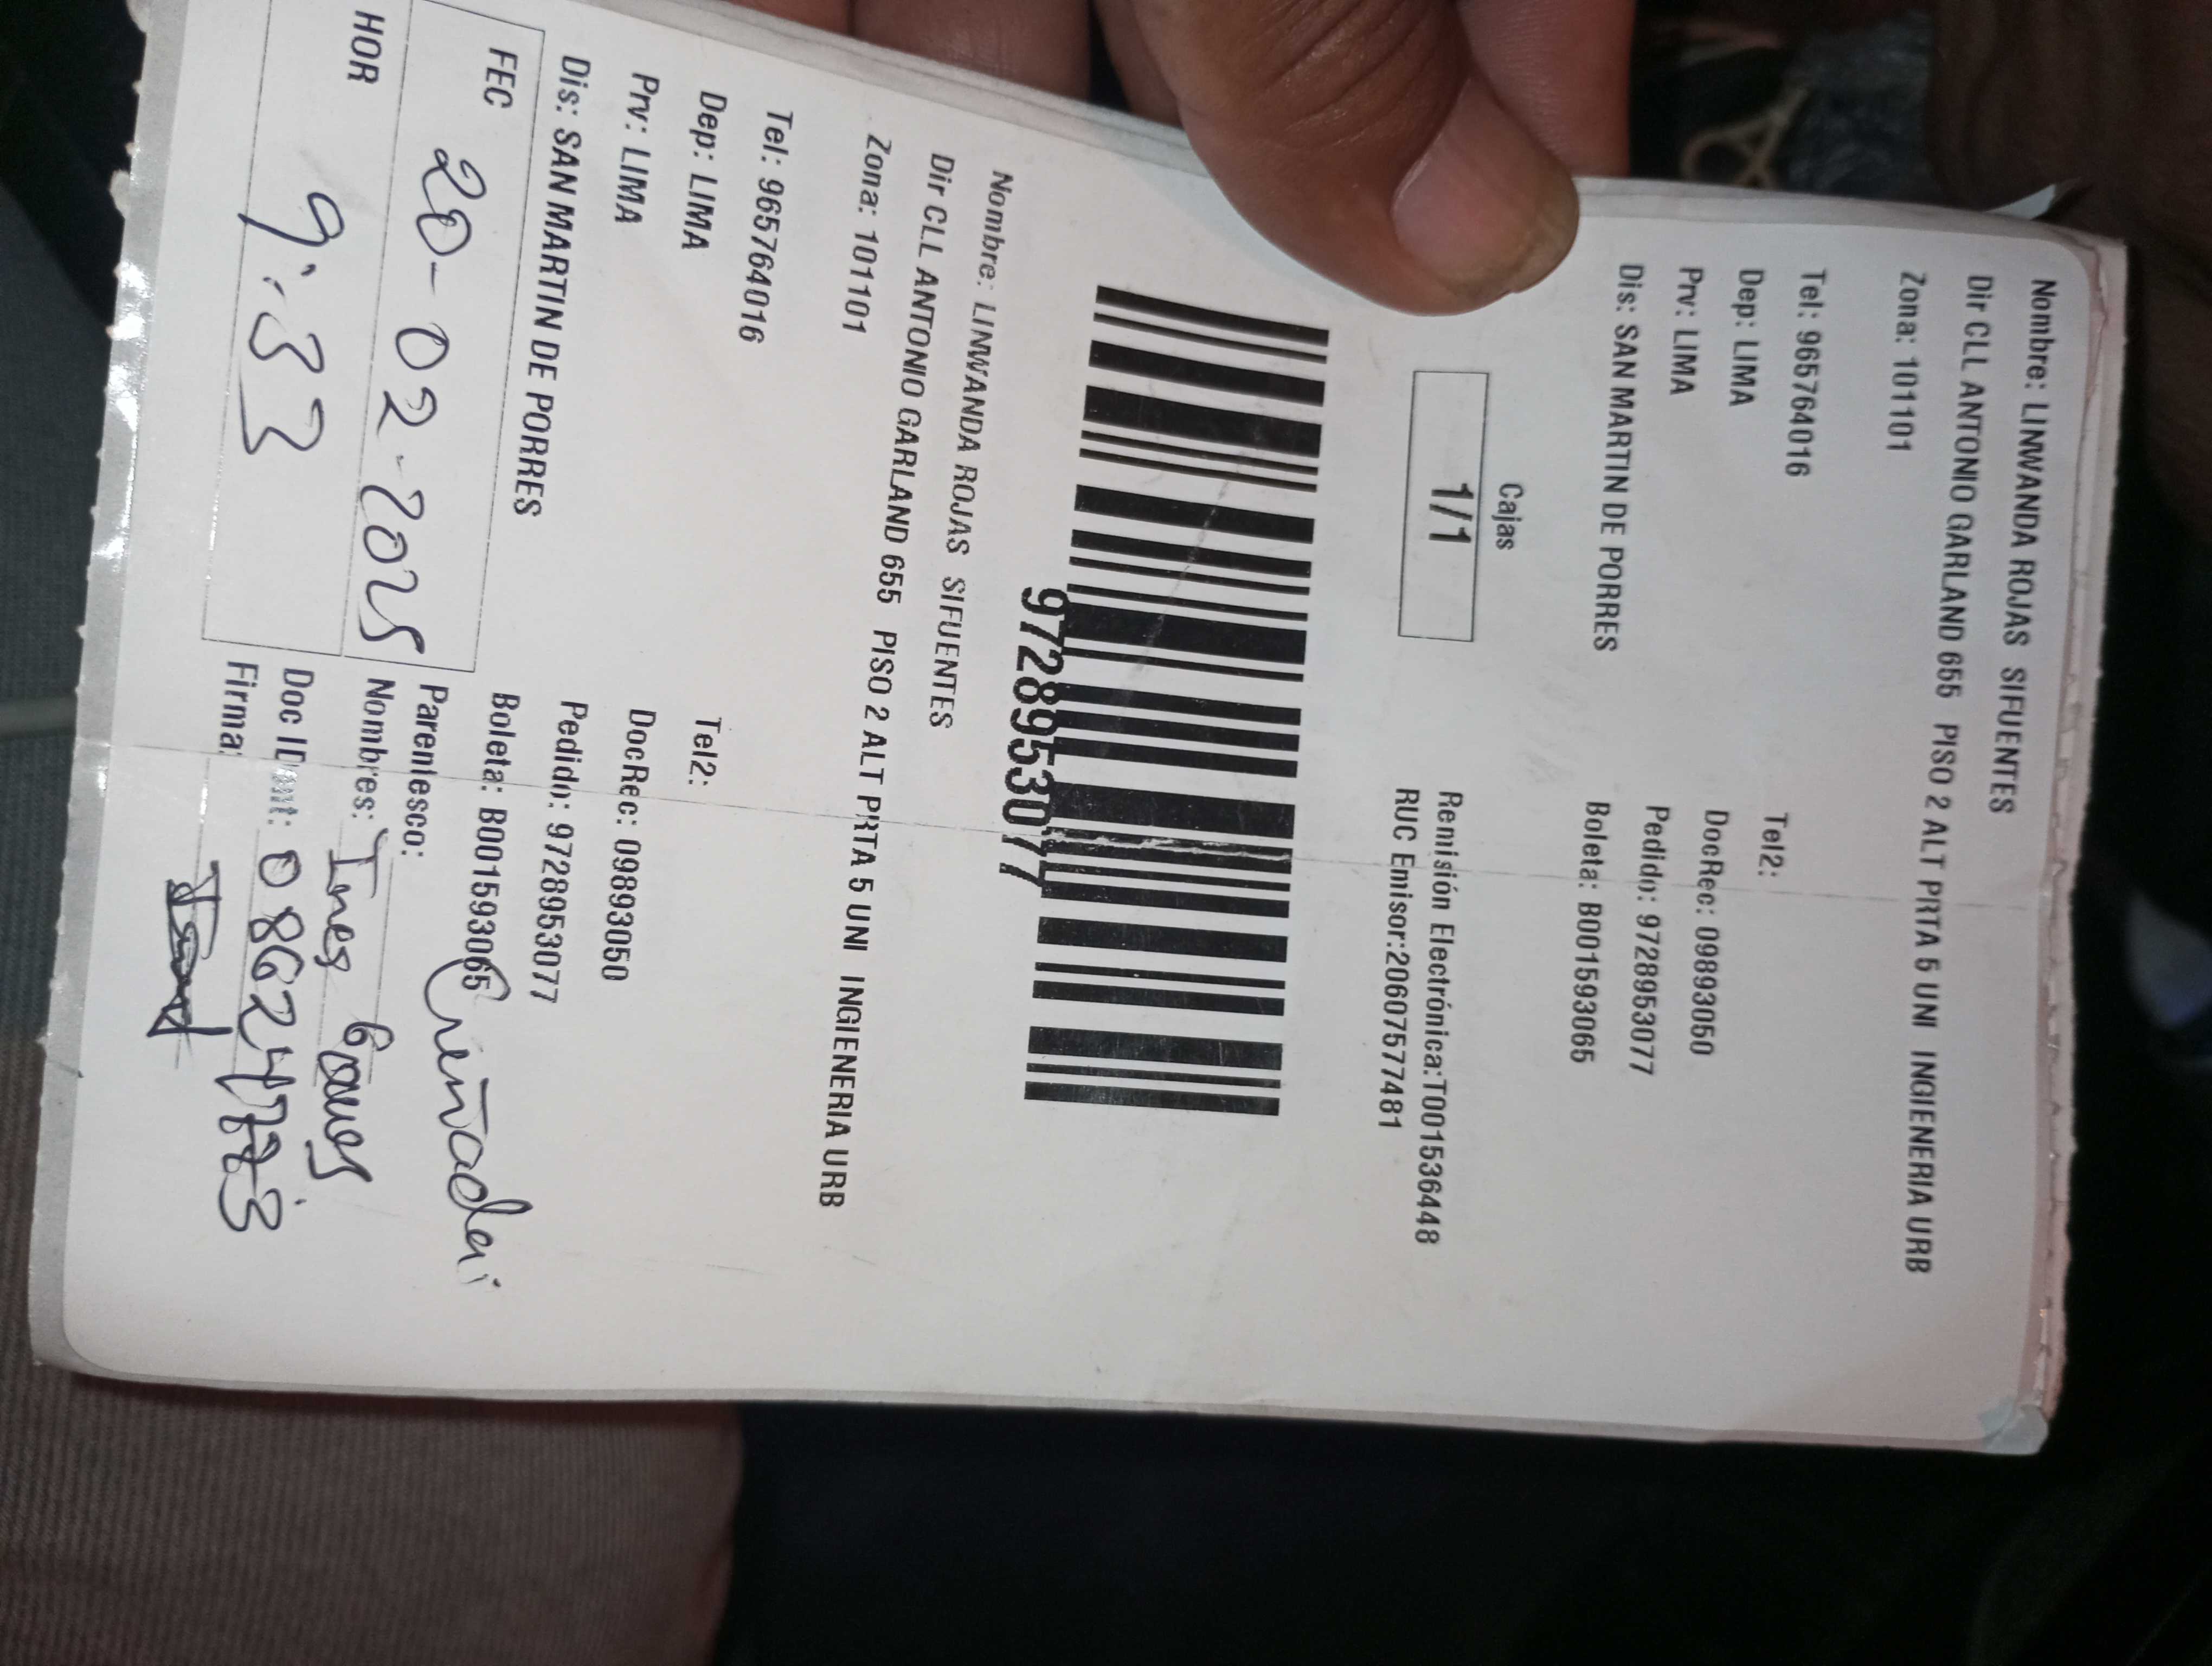 Nombre: LINWANDA ROJAS SIFUENTES
Dir CLL ANTONIO GARLAND 655 PISO 2 ALT PRTA 5 UNI INGIENERIA URB
Zona: 101101
Tel: 965764016 Tel2:
Dep: LIMA DocRec: 09893050
Prv: LIMA Pedido: 9728953077
Dis: SAN MARTIN DE PORRES Boleta: B001593065
Cajas
1/1
Remisión Electrónica:T001536448
RUC Emisor:20607577481
9728953077
Nombre: LINWANDA ROJAS SIFUENTES
Dir CLL ANTONIO GARLAND 655 PISO 2 ALT PRTA 5 UNI INGIENERIA URB
Zona: 101101
Tel: 965764016 Tel2:
Dep: LIMA DocRec: 09893050
Prv: LIMA Pedido: 9728953077
Dis: SAN MARTIN DE PORRES Boleta: B001593065
FEC 20-02-2025 Parentesco:
HOR 9:33 Nombres: Ines
Doc IDent:
Firma: